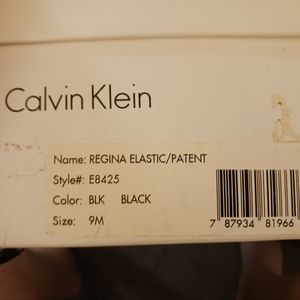 Calvin Klein
Name: REGINA ELASTIC/PATENT
Style#: E8425
Color: BLK BLACK
Size: 9M
7 87934 81966